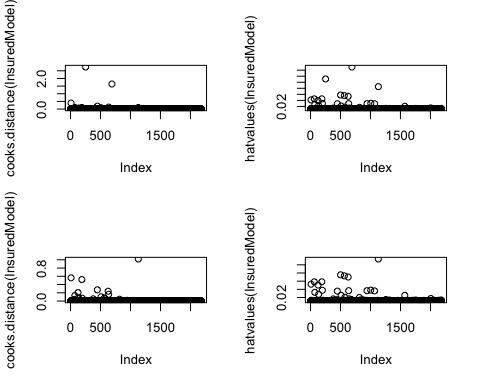 cooks.distance(InsuredModel)
0.0 2.0
0 500 1500
Index
hatvalues(InsuredModel)
0.02
0 500 1500
Index
cooks.distance(InsuredModel)
0.0 0.8
0 500 1500
Index
hatvalues(InsuredModel)
0.02
0 500 1500
Index